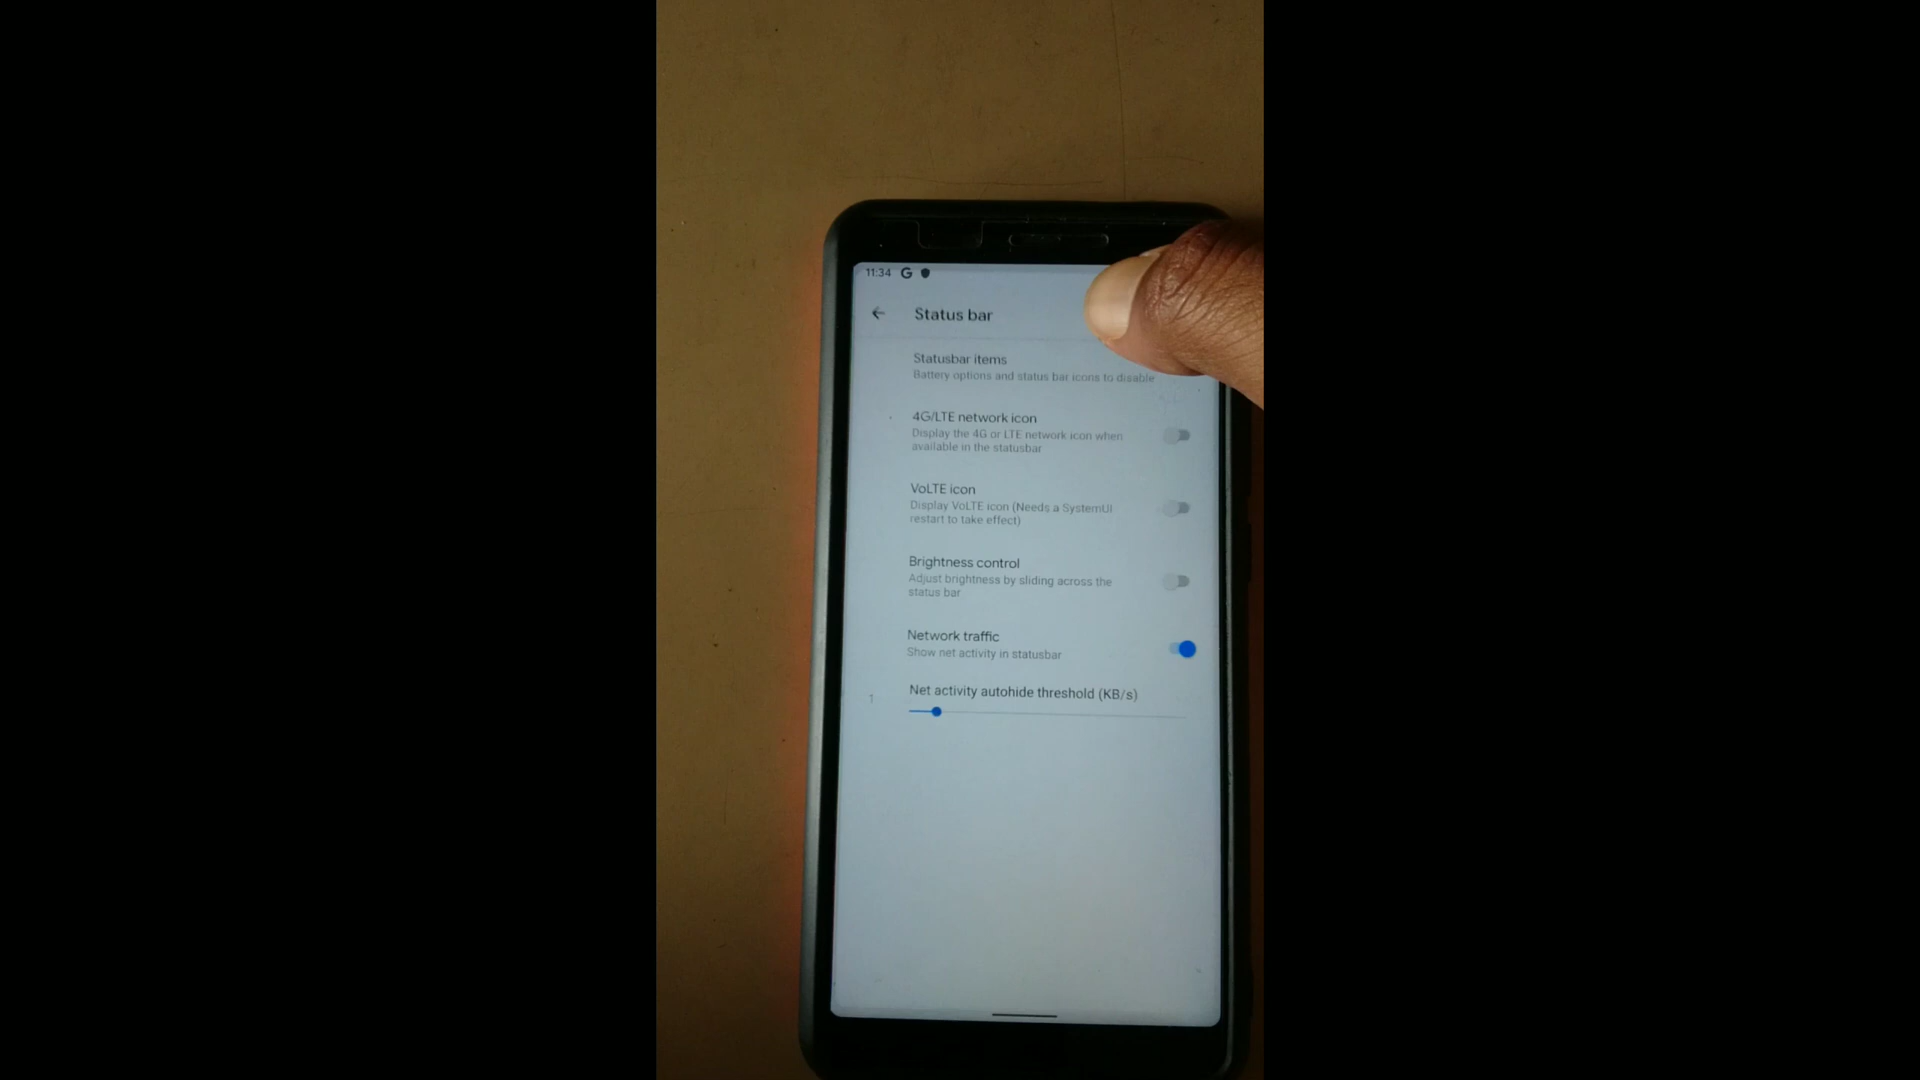 11:34 G
Status bar
Statusbar items
Battery options and status bar icons to disable
4G/LTE network icon
Display the 4G or LTE network icon when
available in the statusbar
VoLTE icon
Display VoLTE icon (Needs a SystemUI
restart to take effect)
Brightness control
Adjust brightness by sliding across the
status bar
Network traffic
Show net activity in statusbar
Net activity autohide threshold (KB/s)
1